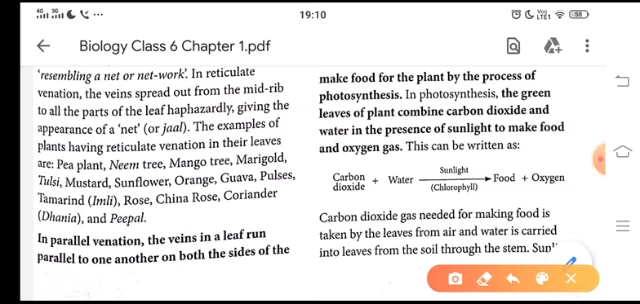 4G 3G
19:10
VoLTE1
58
Biology Class 6 Chapter 1.pdf
'resembling a net or net-work'. In reticulate
venation, the veins spread out from the mid-rib
to all the parts of the leaf haphazardly, giving the
appearance of a 'net' (or jaal). The examples of
plants having reticulate venation in their leaves
are: Pea plant, Neem tree, Mango tree, Marigold,
Tulsi, Mustard, Sunflower, Orange, Guava, Pulses,
Tamarind (Imli), Rose, China Rose, Coriander
(Dhania), and Peepal.
In parallel venation, the veins in a leaf run
parallel to one another on both the sides of the
make food for the plant by the process of
photosynthesis. In photosynthesis, the green
leaves of plant combine carbon dioxide and
water in the presence of sunlight to make food
and oxygen gas. This can be written as:
Sunlight
Carbon dioxide + Water → Food + Oxygen
(Chlorophyll)
Carbon dioxide gas needed for making food is
taken by the leaves from air and water is carried
into leaves from the soil through the stem.